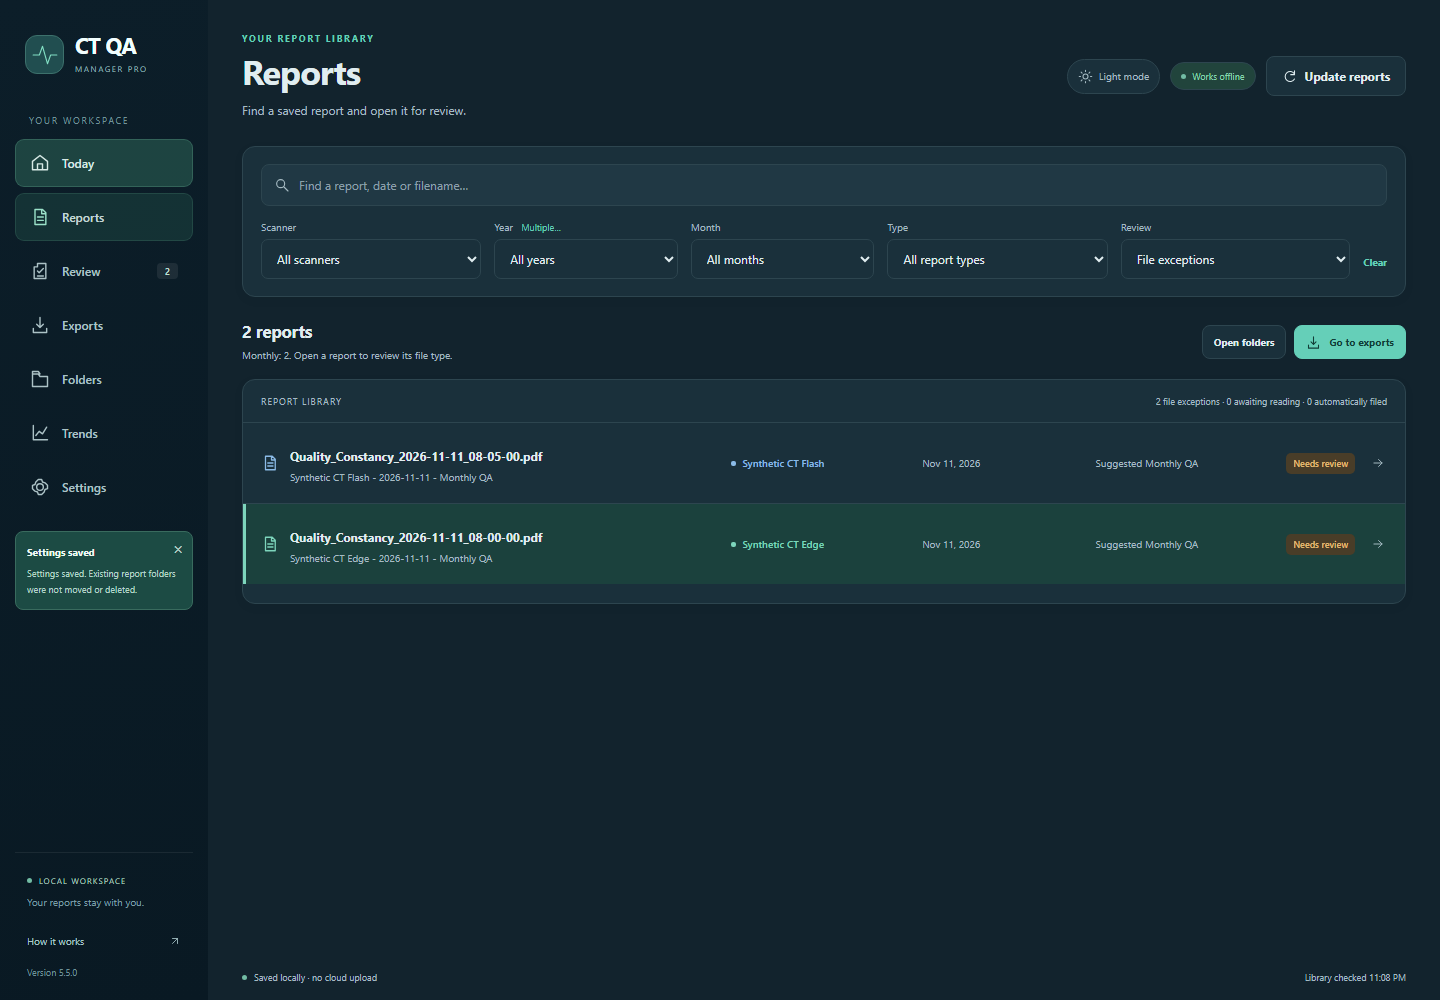 CT QA
MANAGER PRO
YOUR WORKSPACE
Today
Reports
Review 2
Exports
Folders
Trends
Settings
Settings saved
Settings saved. Existing report folders
were not moved or deleted.
LOCAL WORKSPACE
Your reports stay with you.
How it works
Version 5.5.0
YOUR REPORT LIBRARY
Reports
Find a saved report and open it for review.
Light mode
Works offline
Update reports
Find a report, date or filename...
Scanner Year Multiple... Month Type Review
All scanners All years All months All report types File exceptions Clear
2 reports
Monthly: 2. Open a report to review its file type.
Open folders
Go to exports
REPORT LIBRARY 2 file exceptions · 0 awaiting reading · 0 automatically filed
Quality_Constancy_2026-11-11_08-05-00.pdf
Synthetic CT Flash - 2026-11-11 - Monthly QA
Synthetic CT Flash Nov 11, 2026 Suggested Monthly QA Needs review
Quality_Constancy_2026-11-11_08-00-00.pdf
Synthetic CT Edge - 2026-11-11 - Monthly QA
Synthetic CT Edge Nov 11, 2026 Suggested Monthly QA Needs review
Saved locally · no cloud upload Library checked 11:08 PM